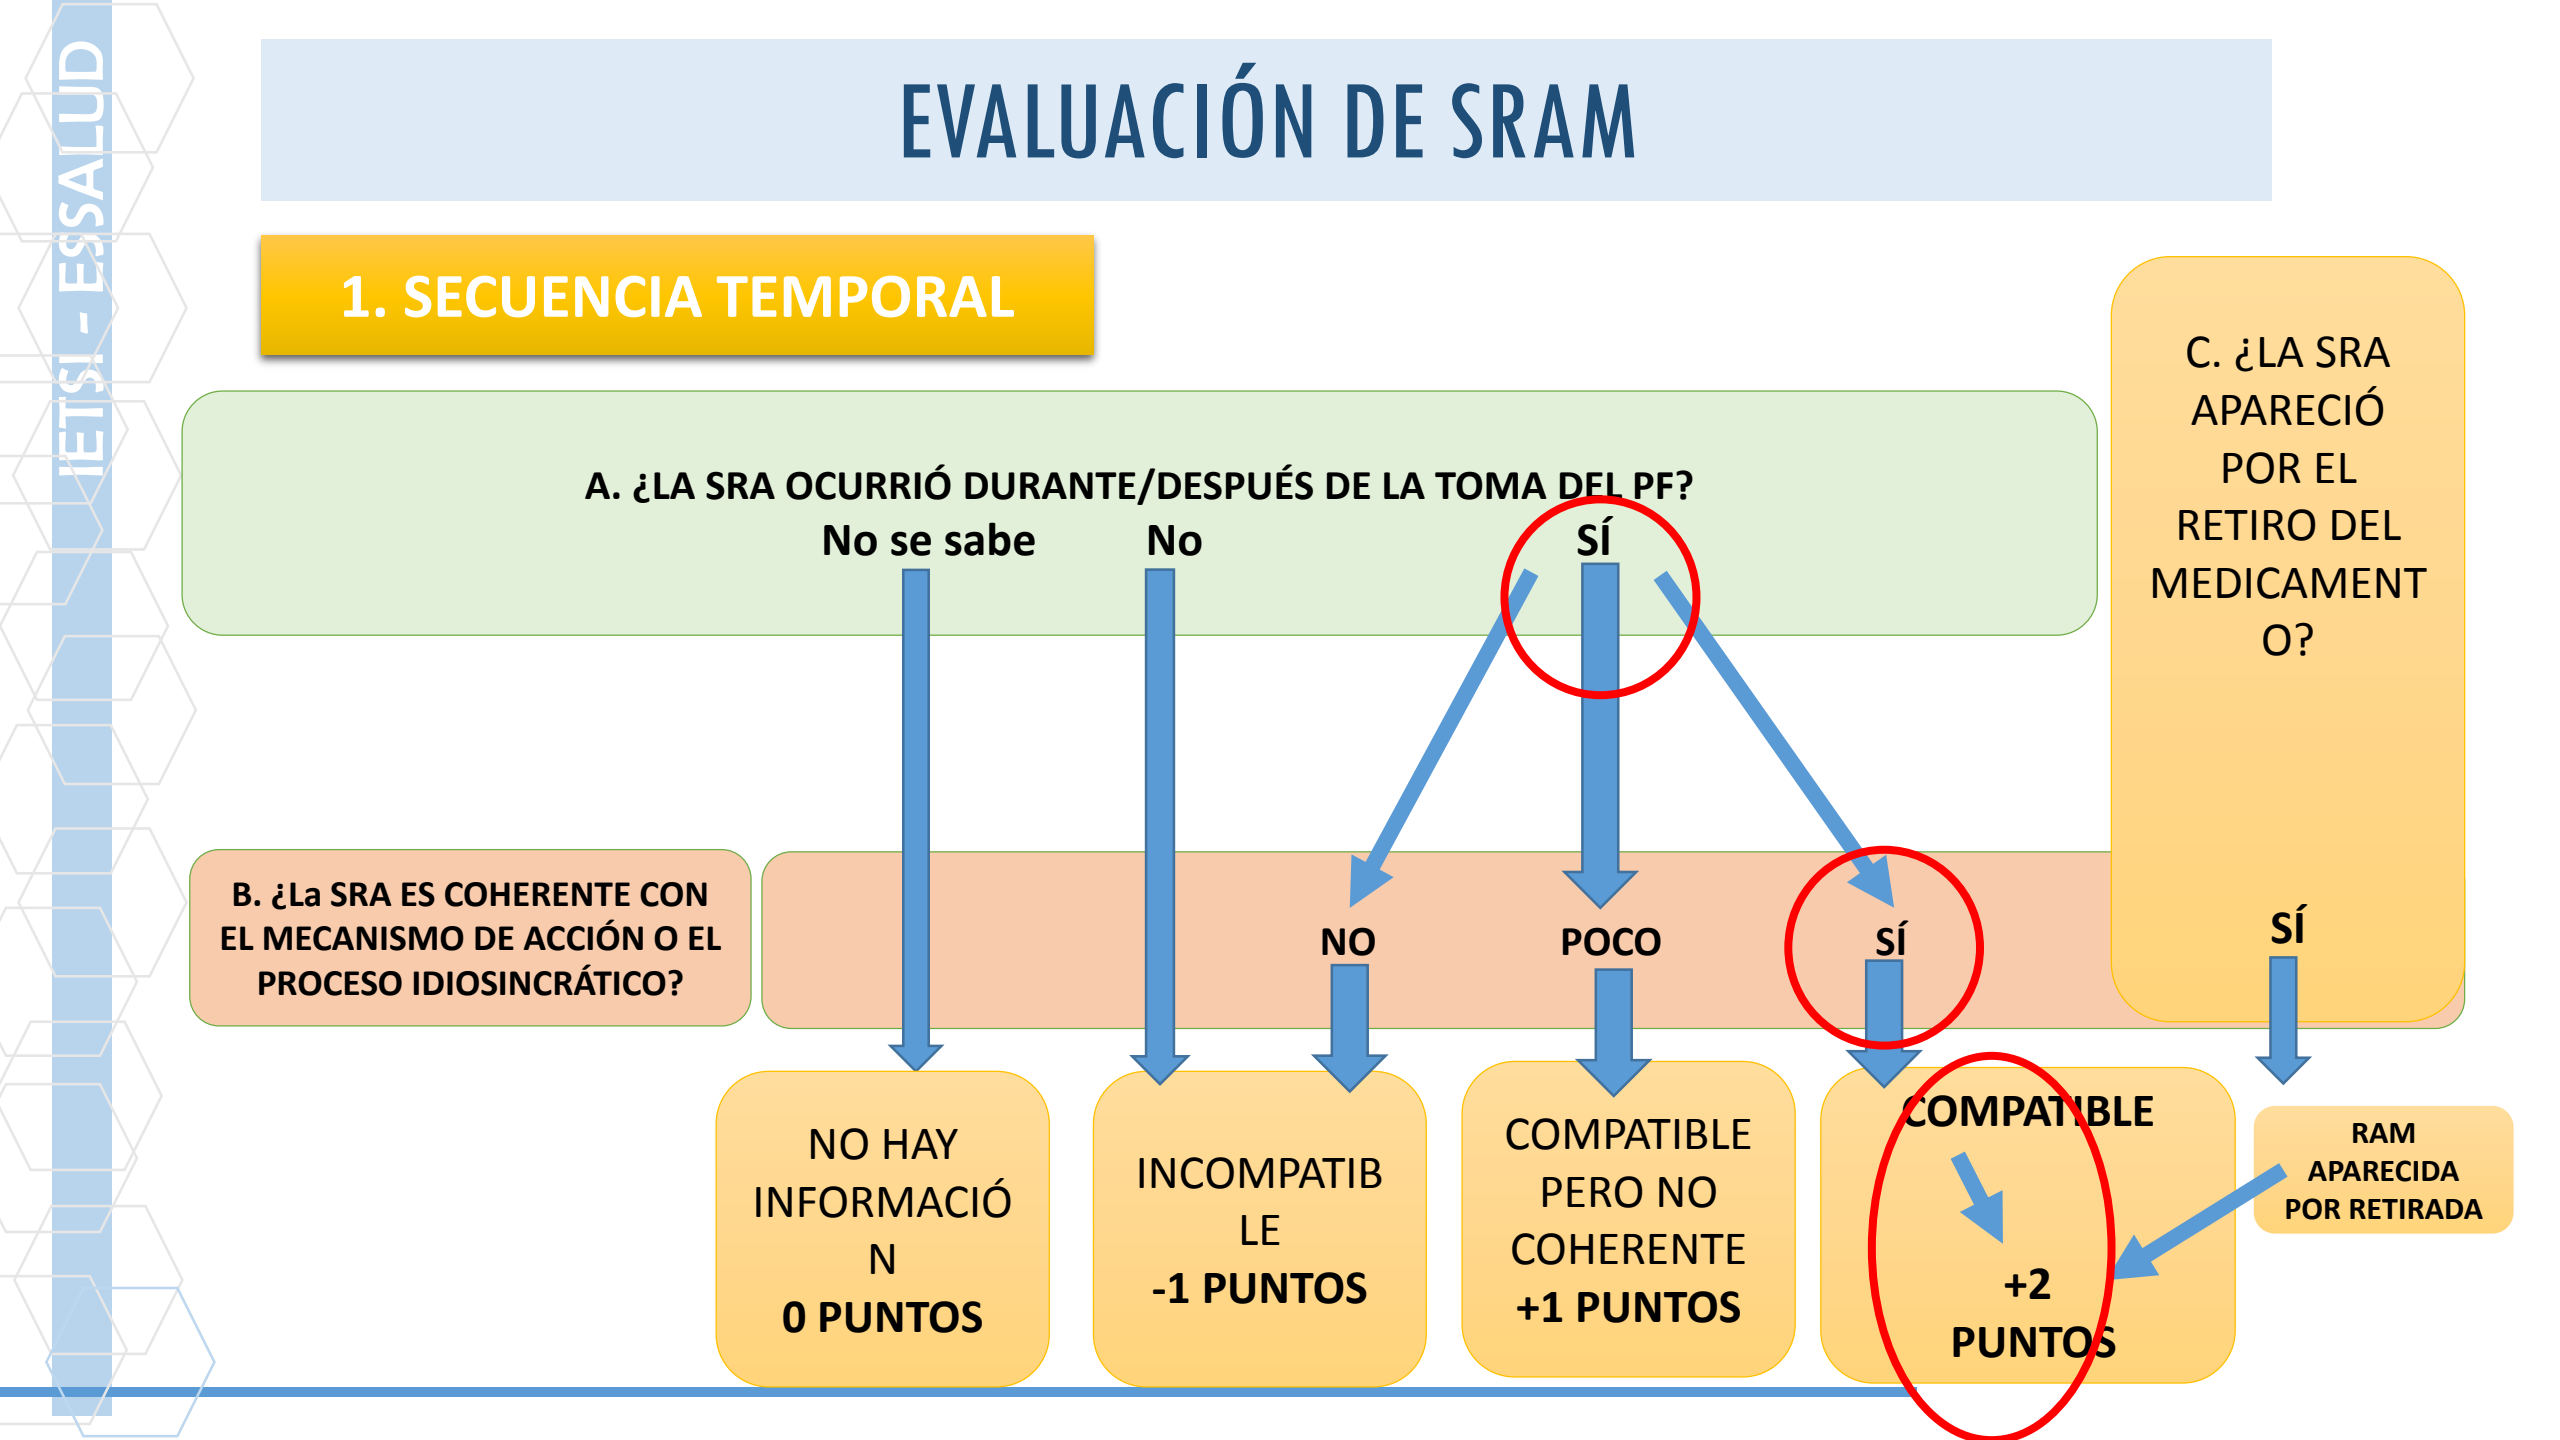 IETSI - ESSALUD
EVALUACIÓN DE SRAM
1. SECUENCIA TEMPORAL
A. ¿LA SRA OCURRIÓ DURANTE/DESPUÉS DE LA TOMA DEL PF?
No se sabe No SÍ
C. ¿LA SRA
APARECIÓ
POR EL
RETIRO DEL
MEDICAMENT
O?
SÍ
B. ¿La SRA ES COHERENTE CON
EL MECANISMO DE ACCIÓN O EL
PROCESO IDIOSINCRÁTICO?
NO POCO SÍ
NO HAY
INFORMACIÓ
N
0 PUNTOS
INCOMPATIB
LE
-1 PUNTOS
COMPATIBLE
PERO NO
COHERENTE
+1 PUNTOS
COMPATIBLE
+2
PUNTOS
RAM
APARECIDA
POR RETIRADA